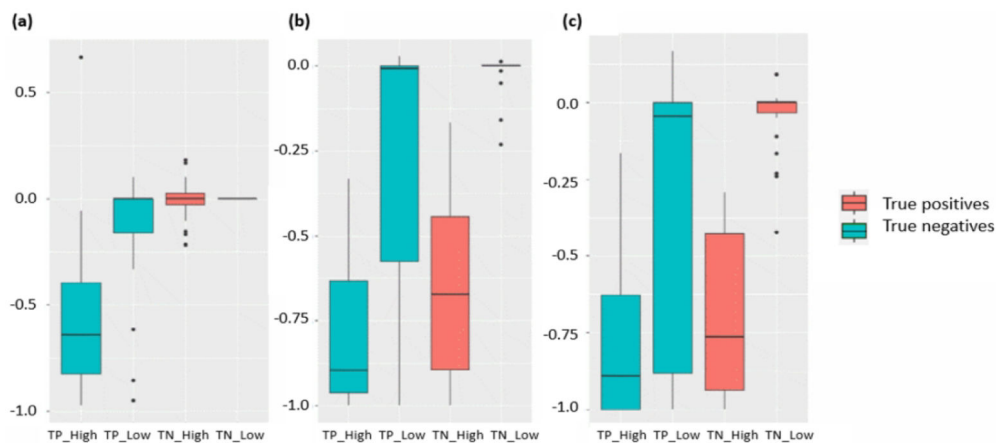 (a)
0.5
0.0
-0.5
-1.0
TP_High TP_Low TN_High TN_Low
(b)
0.0
-0.25
-0.5
-0.75
-1.0
TP_High TP_Low TN_High TN_Low
(c)
0.0
-0.25
-0.5
-0.75
-1.0
TP_High TP_Low TN_High TN_Low
True positives
True negatives